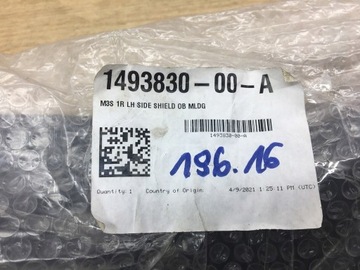 1493830-00-A
M3S 1R LH SIDE SHIELD OB MLDG
1493830-00-A
196.16
Quantity: 1
Country of Origin:
4/9/2021 1:25:11 PM (UTC)